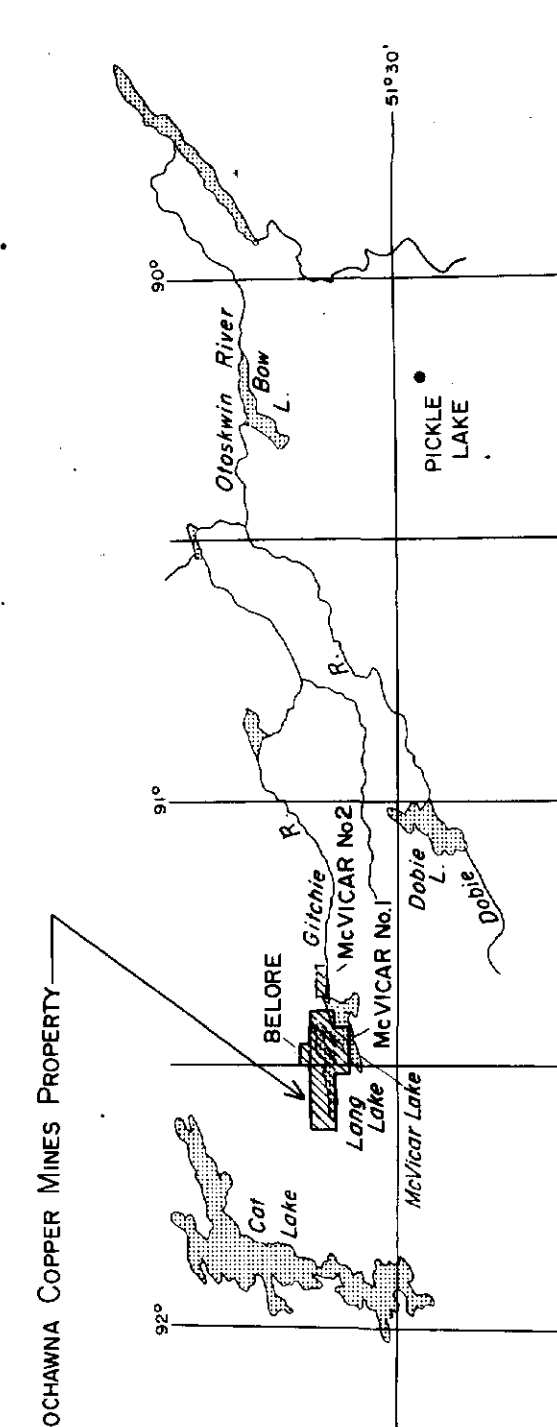 OCHAWNA COPPER MINES PROPERTY
92°
91°
90°
51°30'
Cat
Lake
BELORE
Gitchie
R.
McVICAR No2
McVICAR No.1
Lang
Lake
McVicar Lake
Dobie
L.
Dobie
R.
Otoskwin River
Bow
L.
PICKLE
LAKE